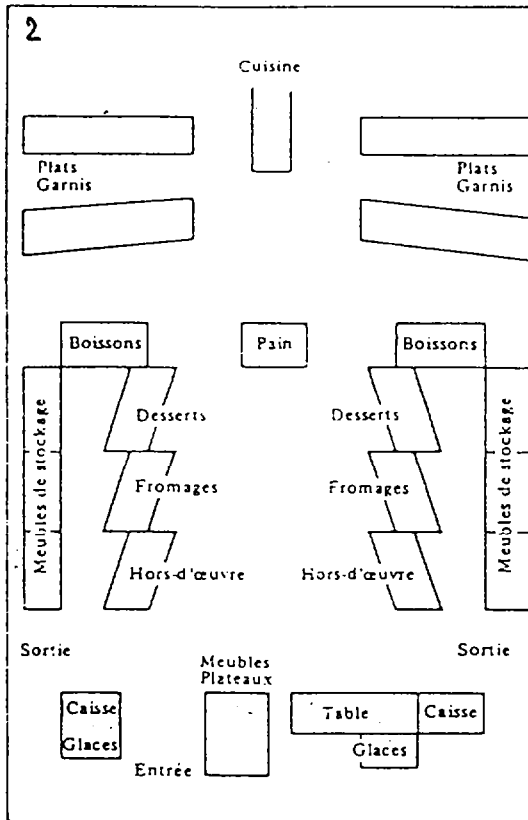 2
Cuisine
Plats
Garnis
Plats
Garnis
Boissons
Pain
Boissons
Meubles de stockage
Desserts
Desserts
Meubles de stockage
Fromages
Fromages
Hors-d'œuvre
Hors-d'œuvre
Sortie
Sortie
Meubles
Plateaux
Caisse
Table
Caisse
Glaces
Glaces
Entrée